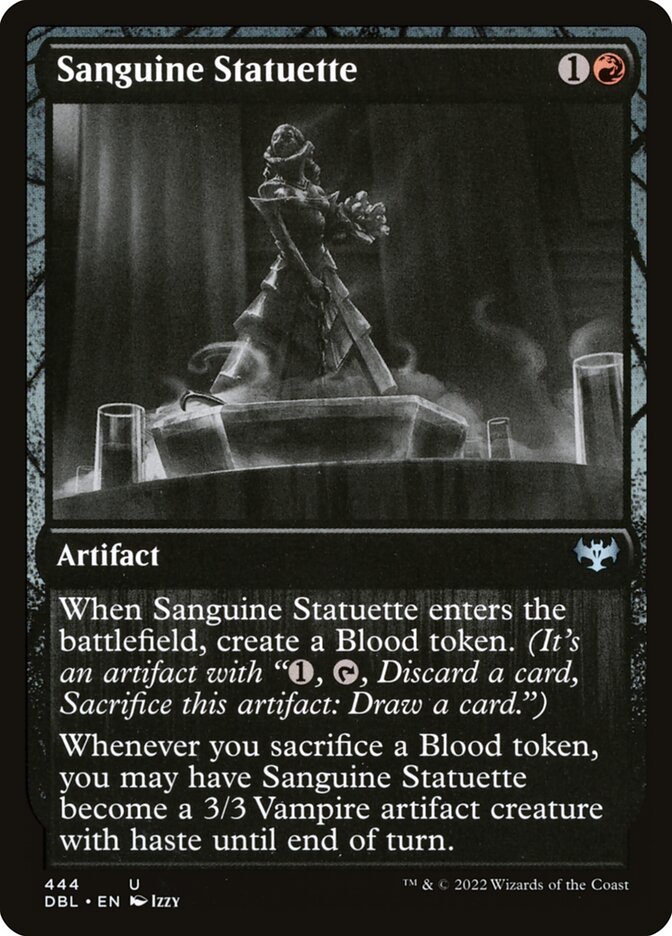 Sanguine Statuette 1
Artifact
When Sanguine Statuette enters the
battlefield, create a Blood token. (It's
an artifact with “1, , Discard a card,
Sacrifice this artifact: Draw a card.”)
Whenever you sacrifice a Blood token,
you may have Sanguine Statuette
become a 3/3 Vampire artifact creature
with haste until end of turn.
444 U ™ & © 2022 Wizards of the Coast
DBL • EN Izzy